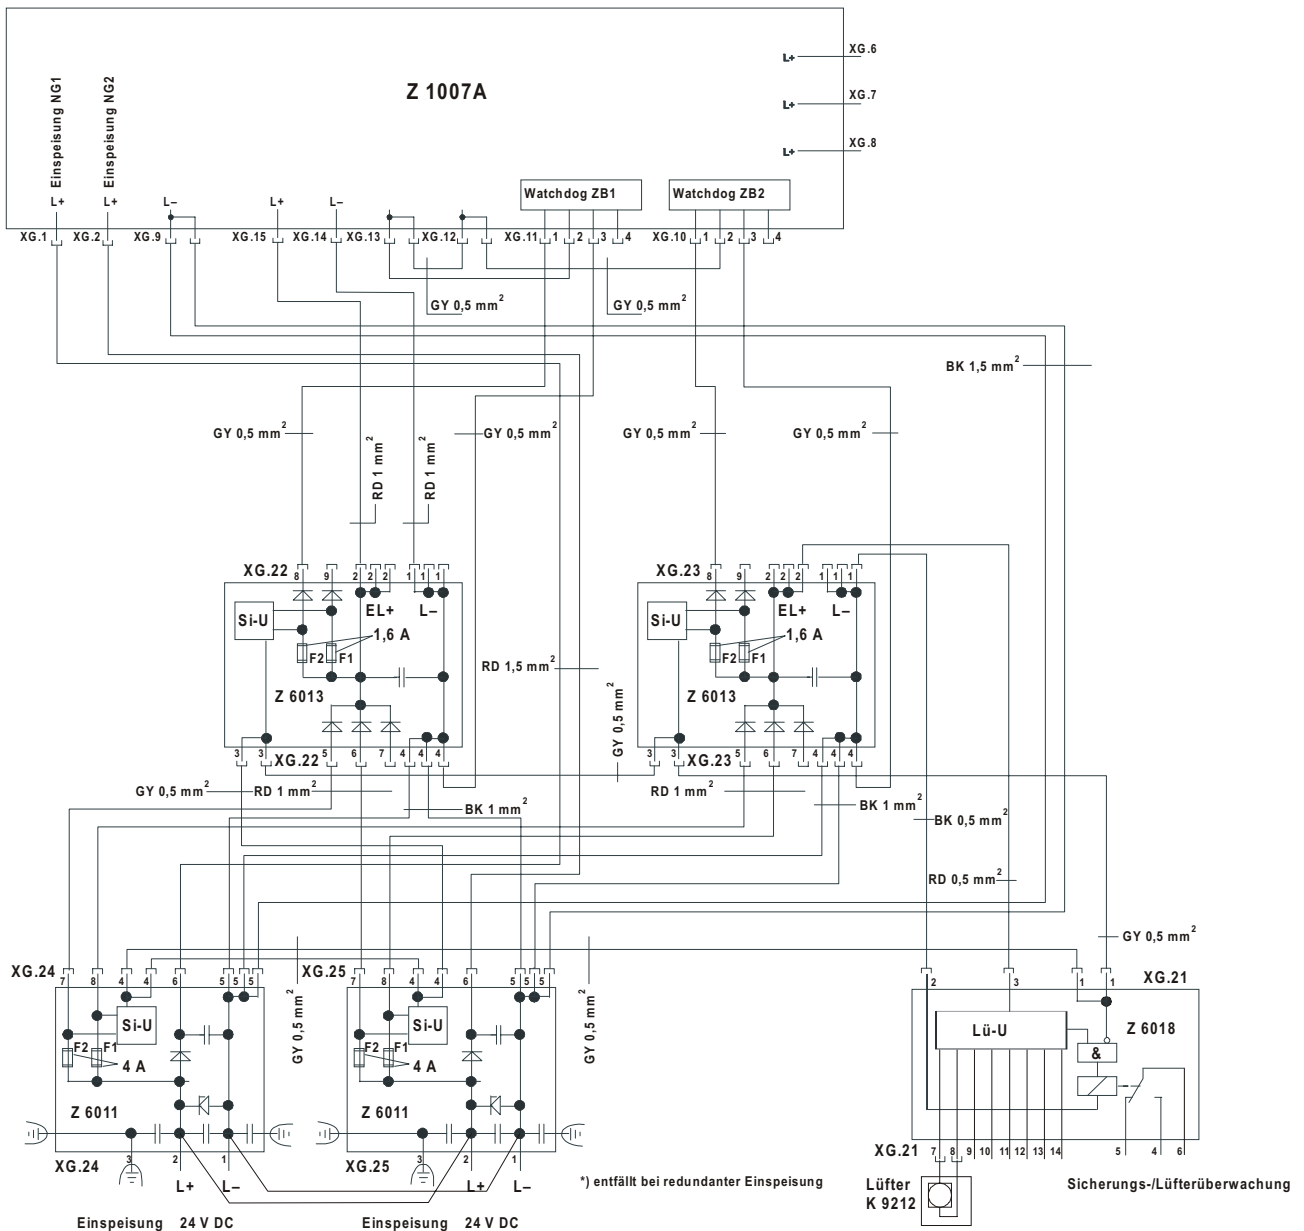 XG.6
L+
XG.7
L+
XG.8
L+
Z 1007A
Einspeisung NG1
Einspeisung NG2
L+ L+ L– L+ L–
Watchdog ZB1 Watchdog ZB2
XG.1 XG.2 XG.9 XG.15 XG.14 XG.13 XG.12 XG.11 1 2 3 4 XG.10 1 2 3 4
GY 0,5 mm² GY 0,5 mm²
BK 1,5 mm²
GY 0,5 mm² GY 0,5 mm² GY 0,5 mm² GY 0,5 mm²
RD 1 mm² RD 1 mm²
XG.22 8 9 2 2 2 1 1 1 XG.23 8 9 2 2 2 1 1 1
EL+ L– EL+ L–
Si-U Si-U
1,6 A 1,6 A
F2 F1 F2 F1
RD 1,5 mm²
Z 6013 Z 6013
GY 0,5 mm²
3 3 XG.22 5 6 7 4 4 4 3 3 XG.23 5 6 7 4 4 4
GY 0,5 mm² RD 1 mm² RD 1 mm²
BK 1 mm² BK 1 mm²
BK 0,5 mm²
RD 0,5 mm²
GY 0,5 mm²
XG.24 7 8 4 4 6 5 5 5 XG.25 7 8 4 4 6 5 5 5 2 3 1 1 XG.21
GY 0,5 mm² GY 0,5 mm²
Si-U Si-U Lü-U Z 6018
F2 F1 F2 F1 &
4 A 4 A
Z 6011 Z 6011
XG.24 3 2 1 XG.25 3 2 1 XG.21 7 8 9 10 11 12 13 14 5 4 6
L+ L– L+ L–
*) entfällt bei redundanter Einspeisung
Lüfter
K 9212
Sicherungs-/Lüfterüberwachung
Einspeisung 24 V DC Einspeisung 24 V DC